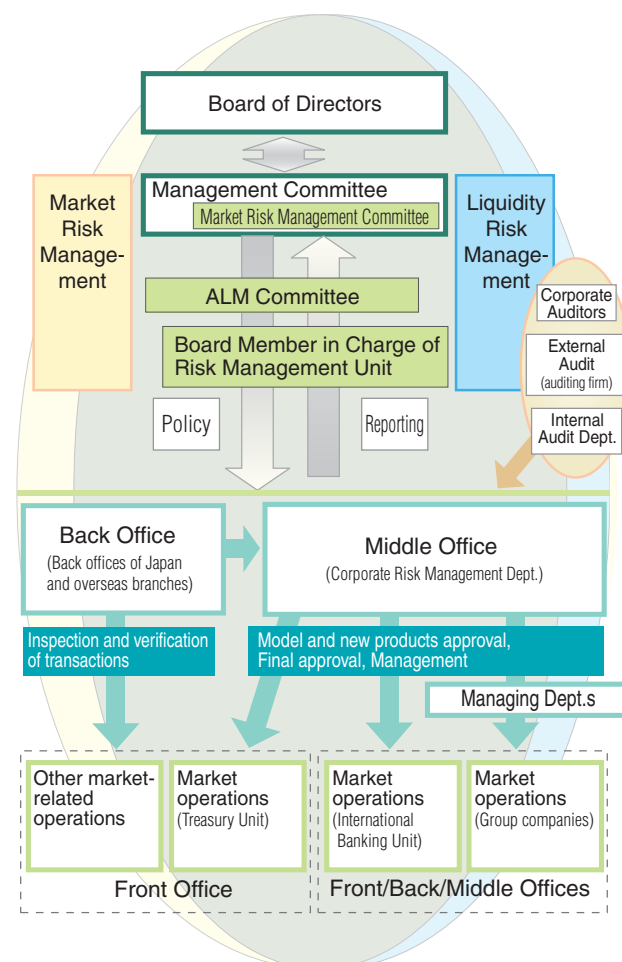 Board of Directors
Market
Risk
Manage-
ment
Management Committee
Market Risk Management Committee
Liquidity
Risk
Manage-
ment
ALM Committee
Board Member in Charge of
Risk Management Unit
Policy
Reporting
Corporate
Auditors
External
Audit
(auditing firm)
Internal
Audit Dept.
Back Office
(Back offices of Japan
and overseas branches)
Middle Office
(Corporate Risk Management Dept.)
Inspection and verification
of transactions
Model and new products approval,
Final approval, Management
Managing Dept.s
Other market-
related
operations
Market
operations
(Treasury Unit)
Market
operations
(International
Banking Unit)
Market
operations
(Group companies)
Front Office
Front/Back/Middle Offices